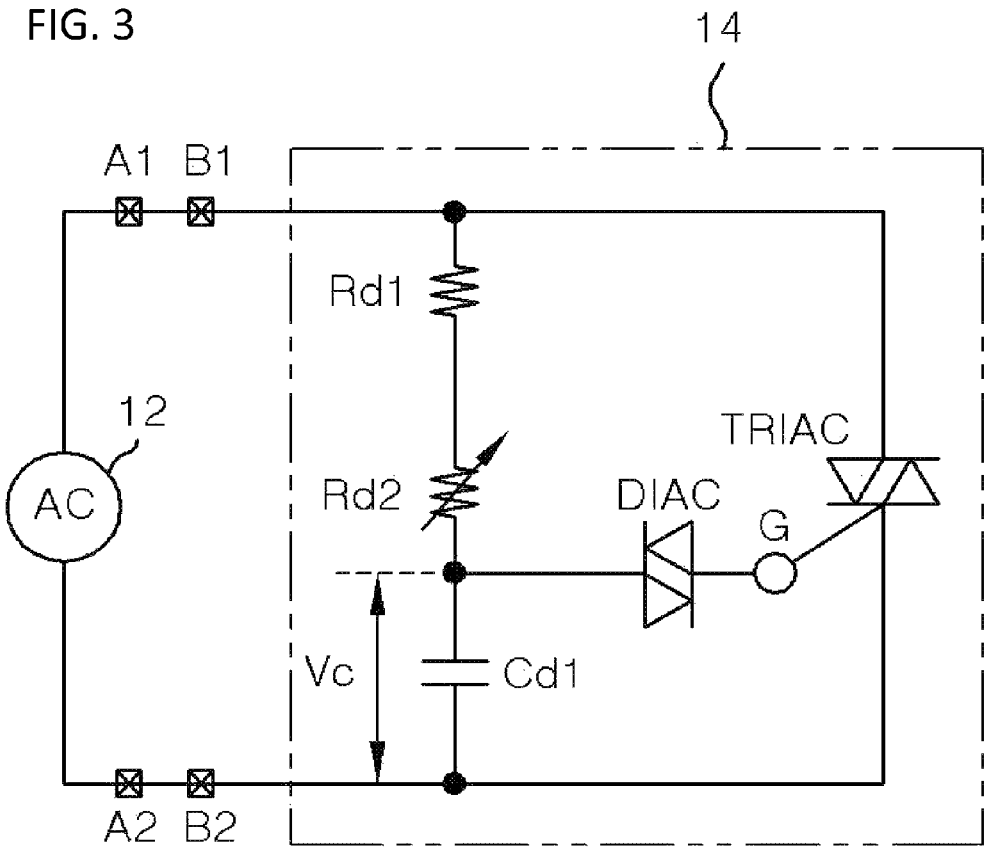 FIG. 3
14
A1 B1
Rd1
12
TRIAC
AC
Rd2
DIAC
G
Vc
Cd1
A2 B2